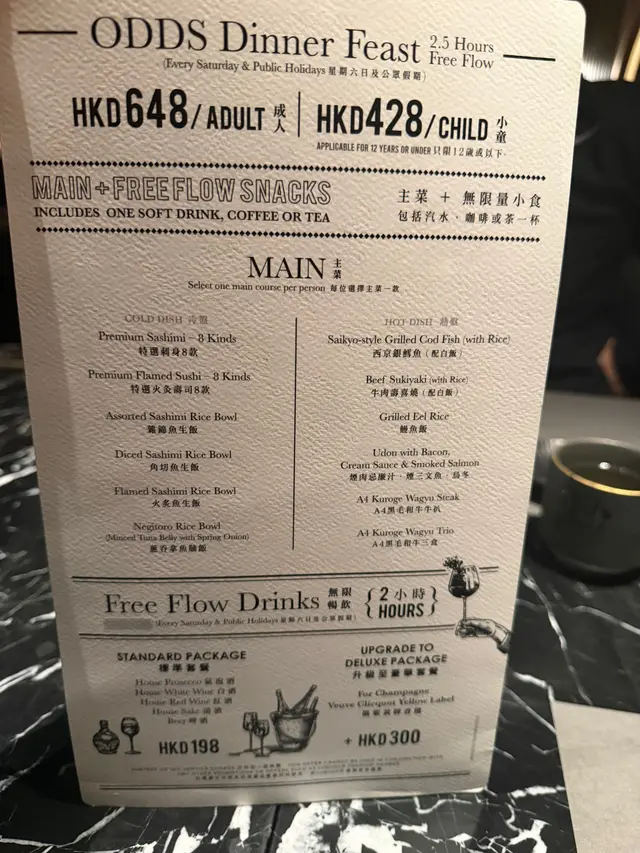 ODDS Dinner Feast 2.5 Hours Free Flow
(Every Saturday & Public Holidays 星期六日及公眾假期)
HKD648/ADULT 成人
HKD428/CHILD 小童
APPLICABLE FOR 12 YEARS OR UNDER 只限12歲或以下
MAIN+FREE FLOW SNACKS
INCLUDES ONE SOFT DRINK, COFFEE OR TEA
主菜 + 無限量小食
包括汽水、咖啡或茶一杯
MAIN 主菜
Select one main course per person 每位選擇主菜一款
COLD DISH 冷盤
Premium Sashimi – 8 Kinds
特選刺身8款
Premium Flamed Sushi – 8 Kinds
特選火灸壽司8款
Assorted Sashimi Rice Bowl
雜錦魚生飯
Diced Sashimi Rice Bowl
角切魚生飯
Flamed Sashimi Rice Bowl
火炙魚生飯
Negitoro Rice Bowl
(Minced Tuna Belly with Spring Onion)
蔥吞拿魚腩飯
HOT DISH 熱盤
Saikyo-style Grilled Cod Fish (with Rice)
西京銀鱈魚 (配白飯)
Beef Sukiyaki (with Rice)
牛肉壽喜燒 (配白飯)
Grilled Eel Rice
鰻魚飯
Udon with Bacon,
Cream Sauce & Smoked Salmon
煙肉忌廉汁、煙三文魚、烏冬
A4 Kuroge Wagyu Steak
A4黑毛和牛牛扒
A4 Kuroge Wagyu Trio
A4黑毛和牛三食
Free Flow Drinks 無限暢飲 {2小時 HOURS}
(Every Saturday & Public Holidays 星期六日及公眾假期)
STANDARD PACKAGE
標準套餐
House Prosecco 氣泡酒
House White Wine 白酒
House Red Wine 紅酒
House Sake 清酒
Beer 啤酒
HKD198
UPGRADE TO
DELUXE PACKAGE
升級至豪華套餐
For Champagne
Veuve Clicquot Yellow Label
+ HKD300